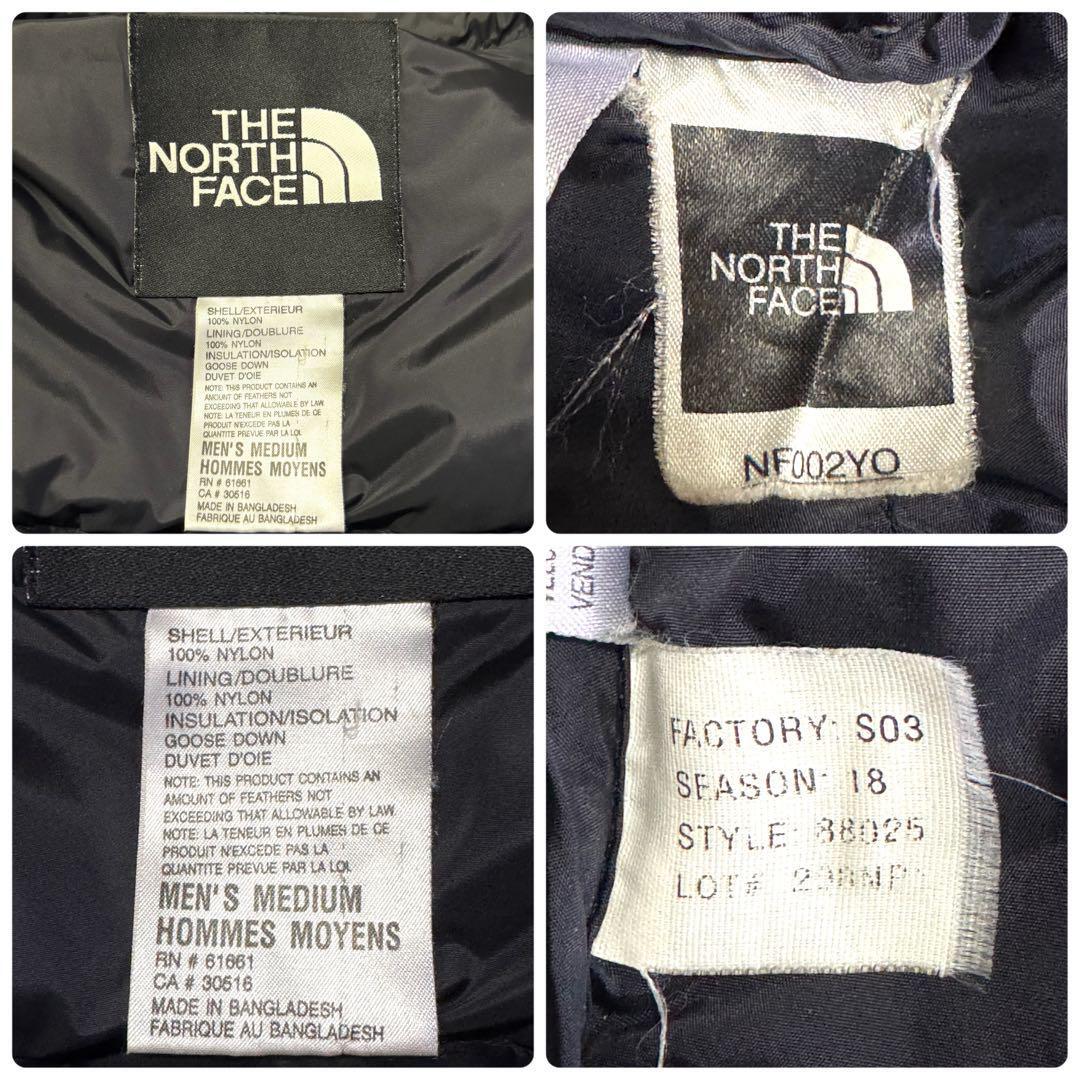 THE
NORTH
FACE
SHELL/EXTERIEUR
100% NYLON
LINING/DOUBLURE
100% NYLON
INSULATION/ISOLATION
GOOSE DOWN
DUVET D'OIE
NOTE: THIS PRODUCT CONTAINS AN
AMOUNT OF FEATHERS NOT
EXCEEDING THAT ALLOWABLE BY LAW.
NOTE: LA TENEUR EN PLUMES DE CE
PRODUIT N'EXCEDE PAS LA
QUANTITE PREVUE PAR LA LOI.
MEN'S MEDIUM
HOMMES MOYENS
RN # 61661
CA # 30516
MADE IN BANGLADESH
FABRIQUE AU BANGLADESH
THE
NORTH
FACE
NF002YO
SHELL/EXTERIEUR
100% NYLON
LINING/DOUBLURE
100% NYLON
INSULATION/ISOLATION
GOOSE DOWN
DUVET D'OIE
NOTE: THIS PRODUCT CONTAINS AN
AMOUNT OF FEATHERS NOT
EXCEEDING THAT ALLOWABLE BY LAW.
NOTE: LA TENEUR EN PLUMES DE CE
PRODUIT N'EXCEDE PAS LA
QUANTITE PREVUE PAR LA LOI.
MEN'S MEDIUM
HOMMES MOYENS
RN # 61661
CA # 30516
MADE IN BANGLADESH
FABRIQUE AU BANGLADESH
VEND
FACTORY: S03
SEASON: 18
STYLE: 88025
LOT#